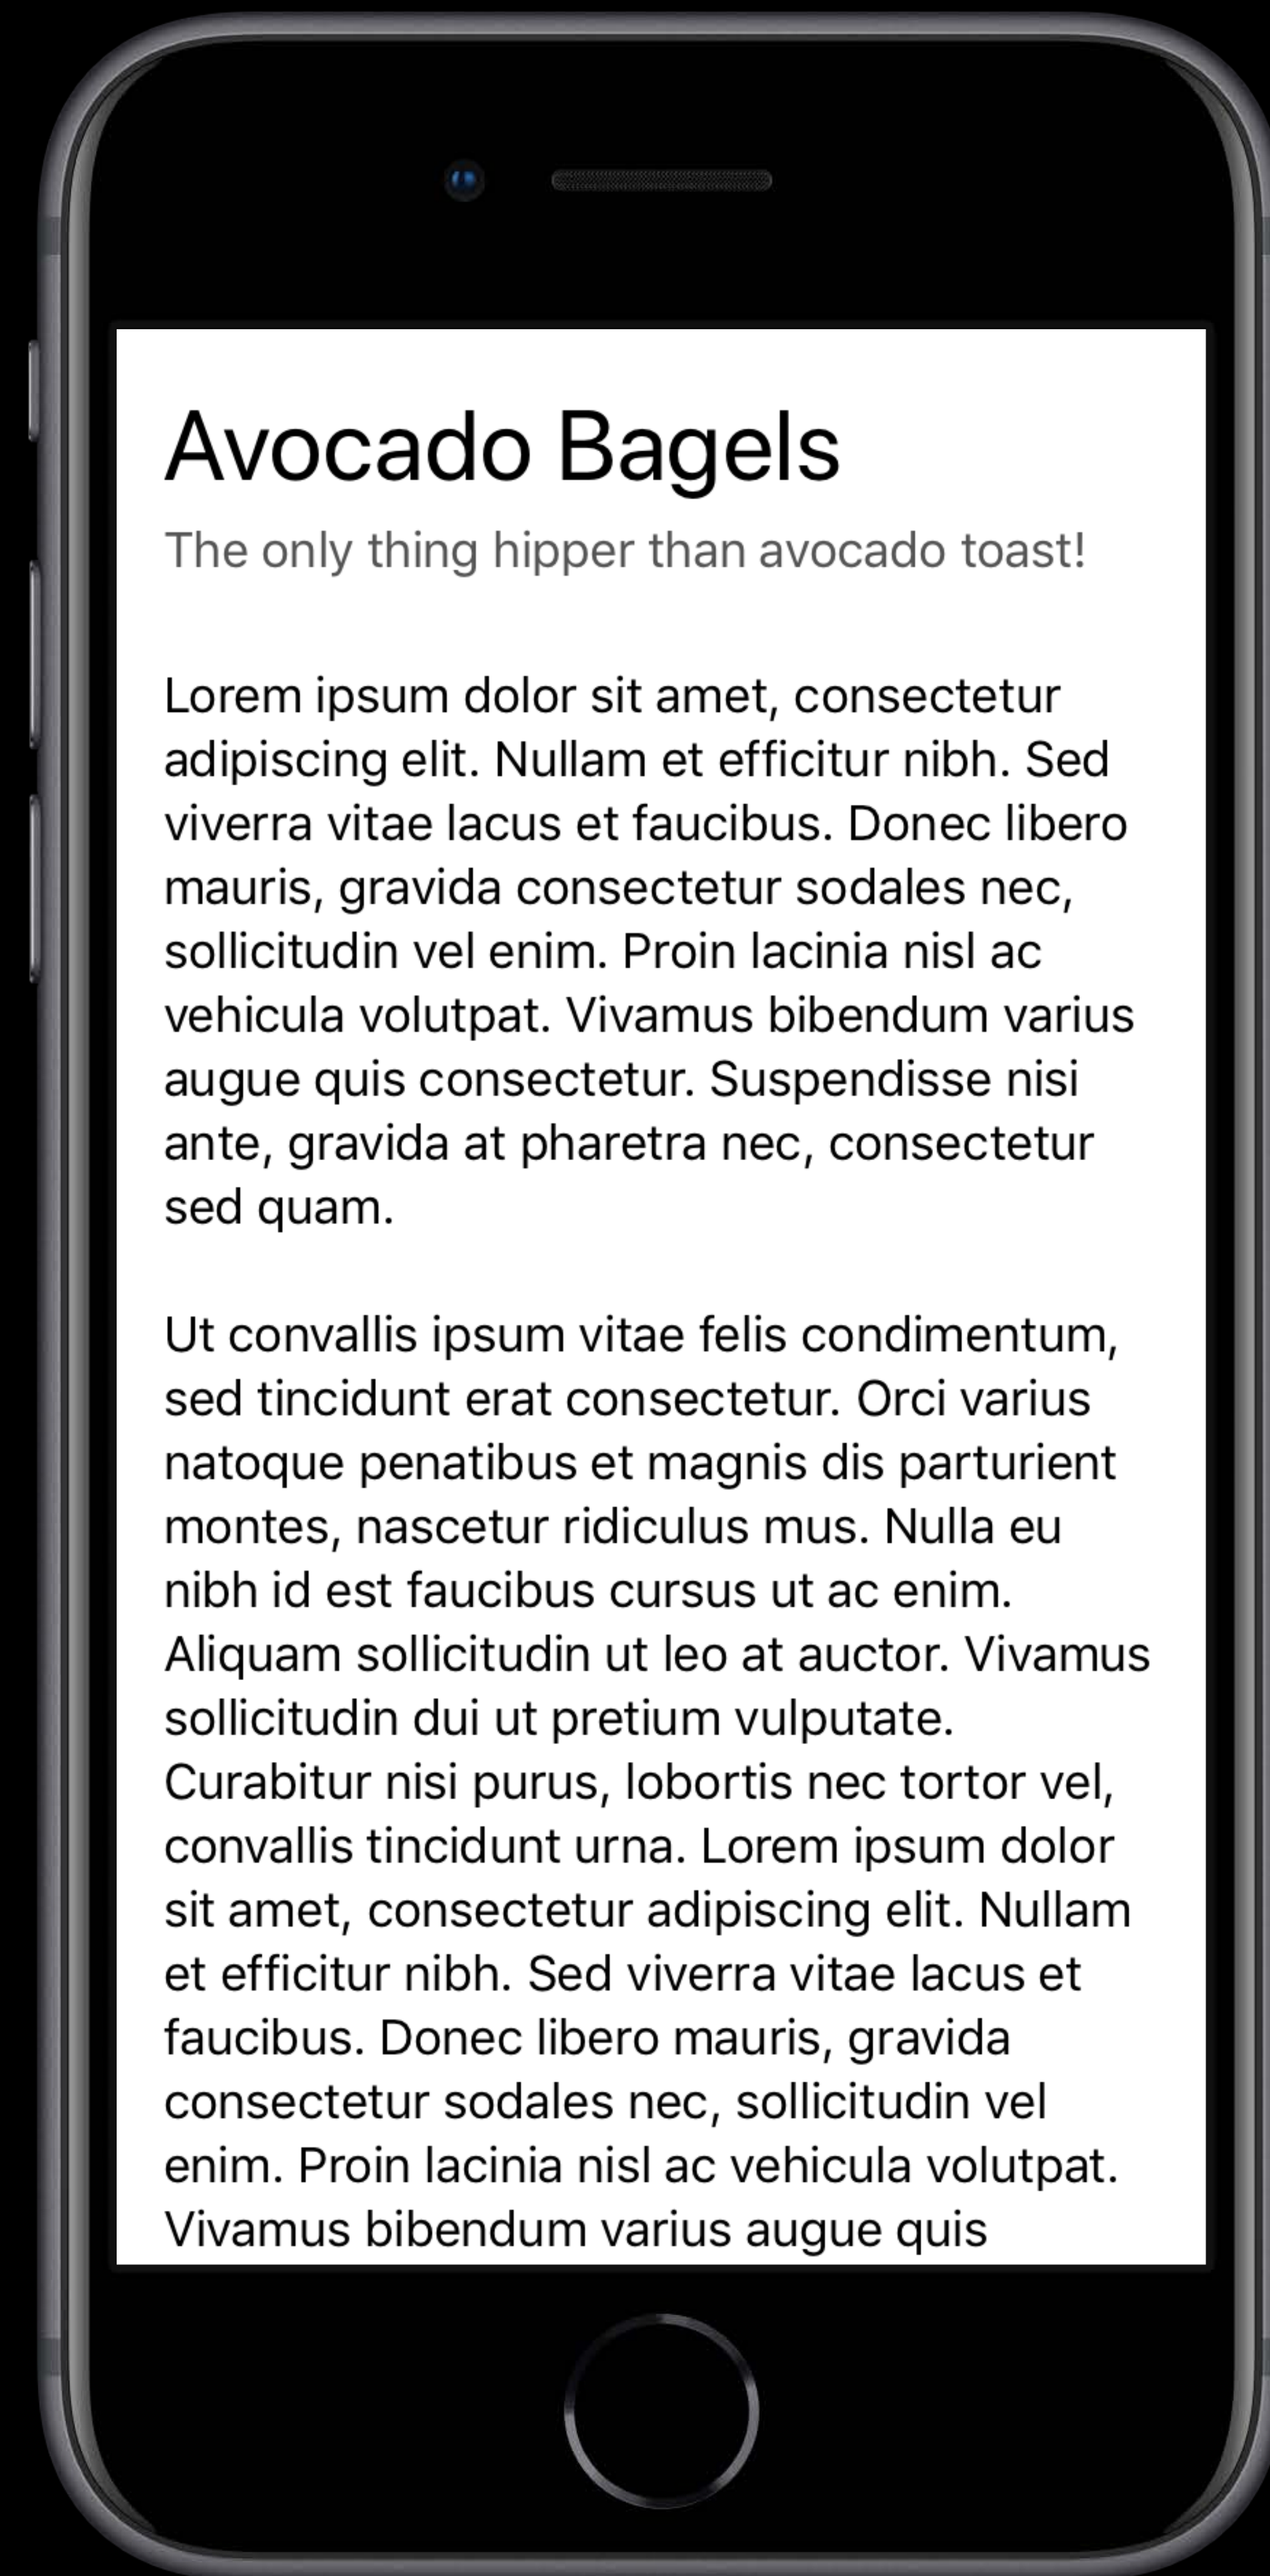 Avocado Bagels
The only thing hipper than avocado toast!
Lorem ipsum dolor sit amet, consectetur
adipiscing elit. Nullam et efficitur nibh. Sed
viverra vitae lacus et faucibus. Donec libero
mauris, gravida consectetur sodales nec,
sollicitudin vel enim. Proin lacinia nisl ac
vehicula volutpat. Vivamus bibendum varius
augue quis consectetur. Suspendisse nisi
ante, gravida at pharetra nec, consectetur
sed quam.
Ut convallis ipsum vitae felis condimentum,
sed tincidunt erat consectetur. Orci varius
natoque penatibus et magnis dis parturient
montes, nascetur ridiculus mus. Nulla eu
nibh id est faucibus cursus ut ac enim.
Aliquam sollicitudin ut leo at auctor. Vivamus
sollicitudin dui ut pretium vulputate.
Curabitur nisi purus, lobortis nec tortor vel,
convallis tincidunt urna. Lorem ipsum dolor
sit amet, consectetur adipiscing elit. Nullam
et efficitur nibh. Sed viverra vitae lacus et
faucibus. Donec libero mauris, gravida
consectetur sodales nec, sollicitudin vel
enim. Proin lacinia nisl ac vehicula volutpat.
Vivamus bibendum varius augue quis